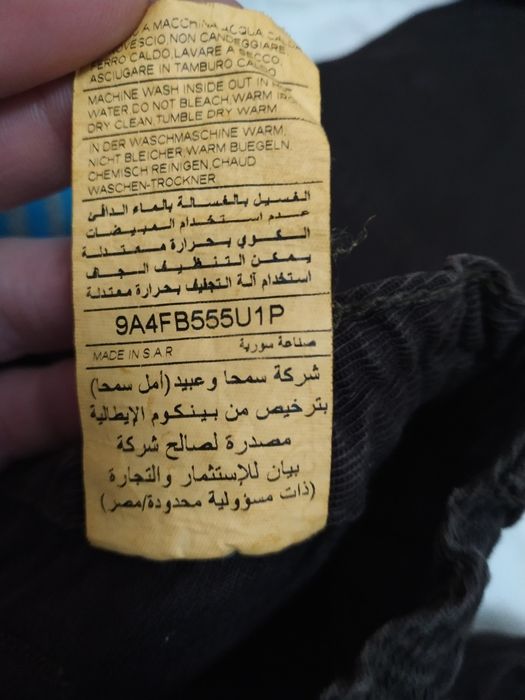 A MACCHINA ACQUA
ROVESCIO NON CANDEGGIARE
FERRO CALDO, LAVARE A SECCO,
ASCIUGARE IN TAMBURO CALDO
MACHINE WASH INSIDE OUT IN
WATER DO NOT BLEACH, WARM
DRY CLEAN TUMBLE DRY WARM
IN DER WASCHMASCHINE WARM,
NICHT BLEICHER, WARM BUEGELN,
CHEMISCH REINIGEN, CHAUD
WASCHEN-TROCKNER
الغسيل بالغسالة بالماء الدافئ
عدم استخدام المبيضات
الكوي بحرارة معتدلة
يمكن التنظيف الجاف
استخدام آلة التجفيف بحرارة معتدلة
9A4FB555U1P
MADE IN S.A.R صناعة سورية
شركة سمحا وعبيد (أمل سمحا)
بترخيص من بينكوم الإيطالية
مصدرة لصالح شركة
بيان للإستثمار والتجارة
(ذات مسؤولية محدودة/مصر)